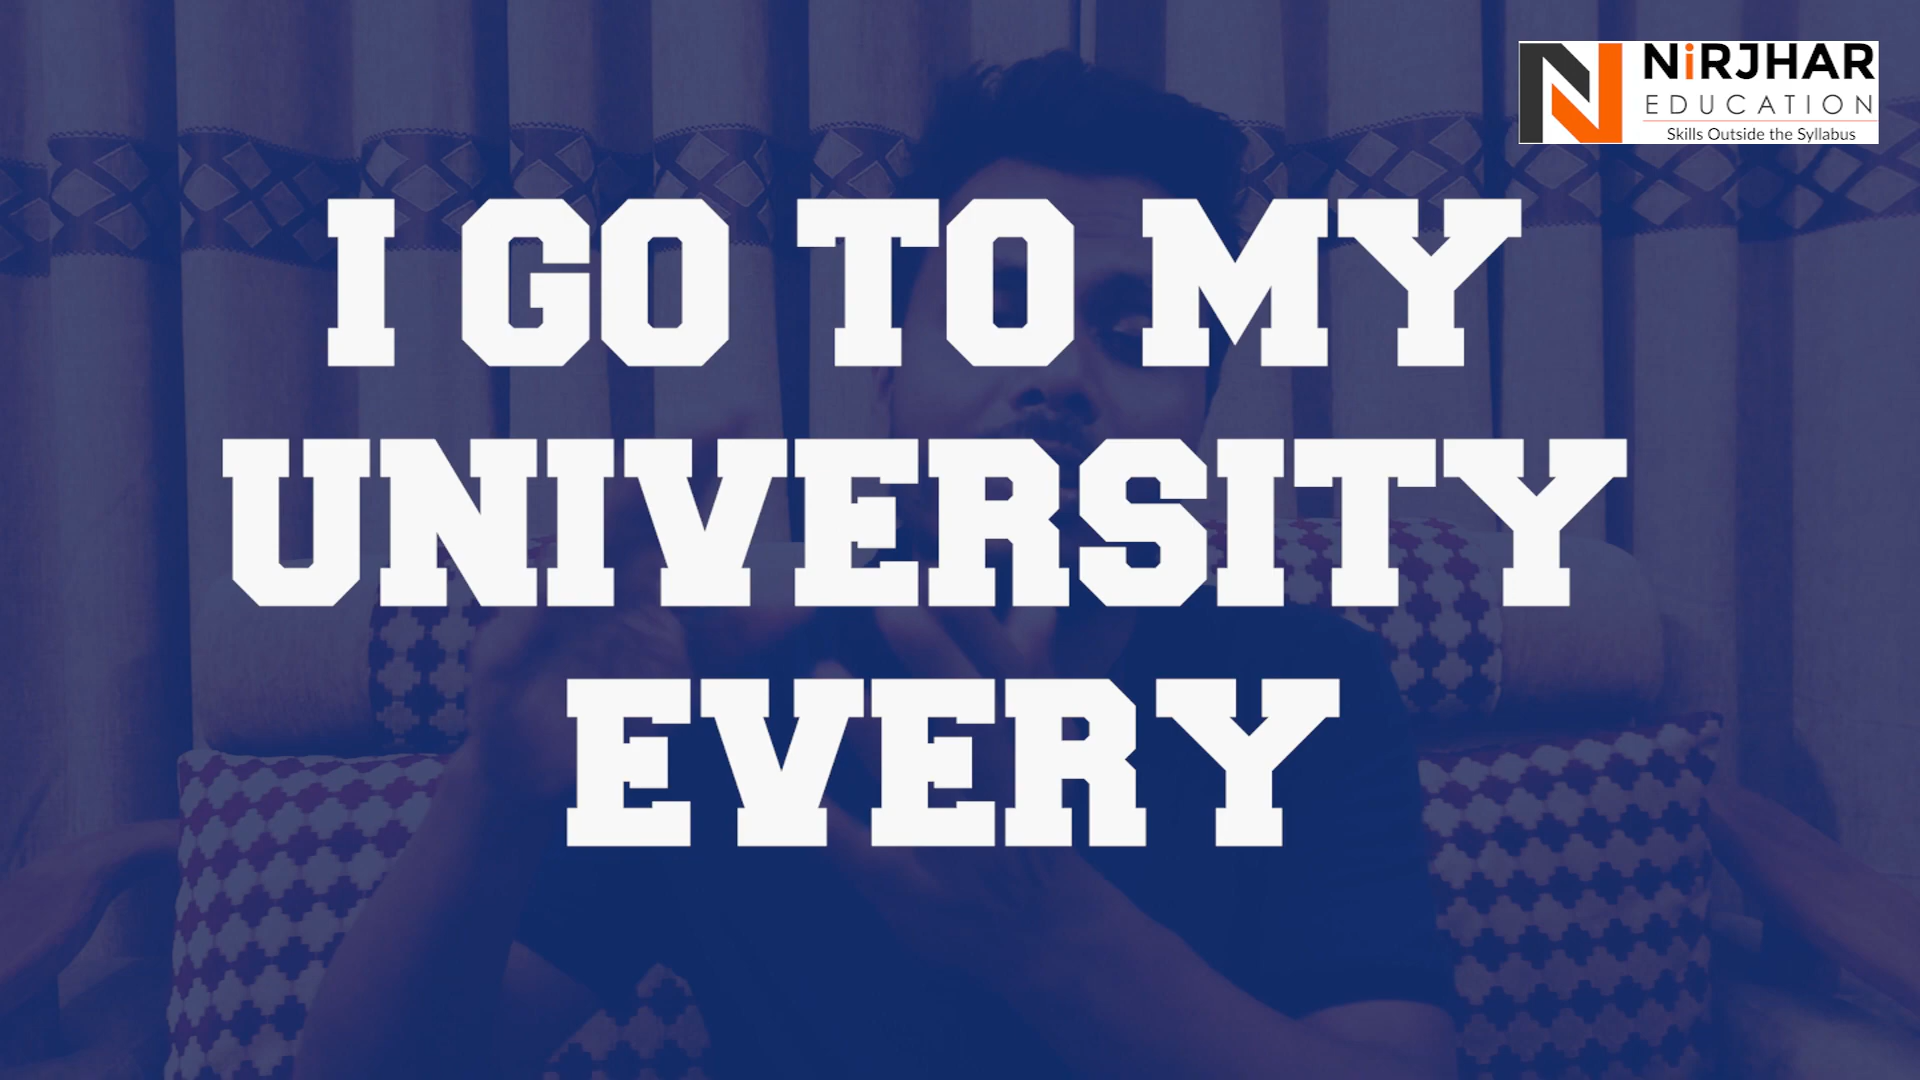 NiRJHAR
EDUCATION
Skills Outside the Syllabus
I GO TO MY
UNIVERSITY
EVERY